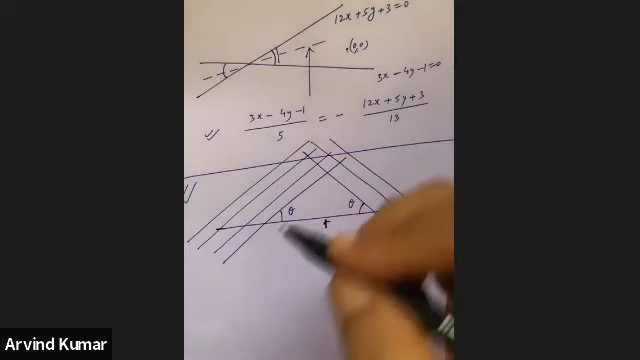 12x + 5y + 3 = 0
.(0,0)
3x - 4y - 1 = 0
3x - 4y - 1 / 5 = - 12x + 5y + 3 / 13
θ θ
Arvind Kumar